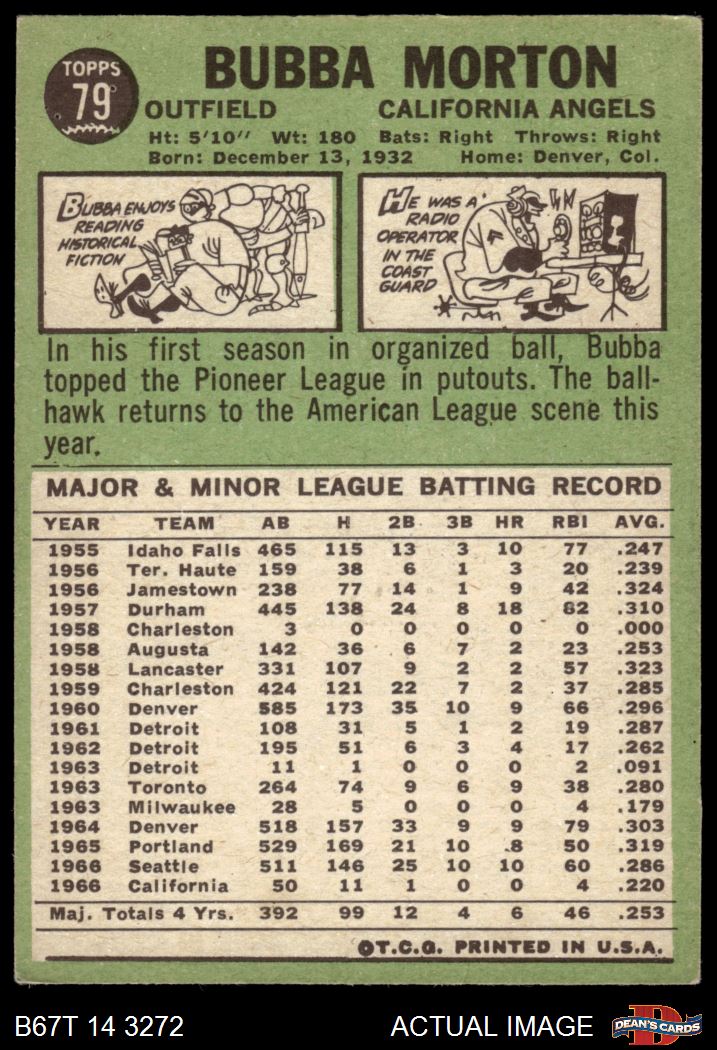 TOPPS
79
BUBBA MORTON
OUTFIELD CALIFORNIA ANGELS
Ht: 5'10" Wt: 180 Bats: Right Throws: Right
Born: December 13, 1932 Home: Denver, Col.
BUBBA ENJOYS
READING
HISTORICAL
FICTION
HE WAS A
RADIO
OPERATOR
IN THE
COAST
GUARD
In his first season in organized ball, Bubba
topped the Pioneer League in putouts. The ball-
hawk returns to the American League scene this
year.
MAJOR & MINOR LEAGUE BATTING RECORD
YEAR TEAM AB H 2B 3B HR RBI AVG.
1955 Idaho Falls 465 115 13 3 10 77 .247
1956 Ter. Haute 159 38 6 1 3 20 .239
1956 Jamestown 238 77 14 1 9 42 .324
1957 Durham 445 138 24 8 18 82 .310
1958 Charleston 3 0 0 0 0 0 .000
1958 Augusta 142 36 6 7 2 23 .253
1958 Lancaster 331 107 9 2 2 57 .323
1959 Charleston 424 121 22 7 2 37 .285
1960 Denver 585 173 35 10 9 66 .296
1961 Detroit 108 31 5 1 2 19 .287
1962 Detroit 195 51 6 3 4 17 .262
1963 Detroit 11 1 0 0 0 2 .091
1963 Toronto 264 74 9 6 9 38 .280
1963 Milwaukee 28 5 0 0 0 4 .179
1964 Denver 518 157 33 9 9 79 .303
1965 Portland 529 169 21 10 .8 50 .319
1966 Seattle 511 146 25 10 10 60 .286
1966 California 50 11 1 0 0 4 .220
Maj. Totals 4 Yrs. 392 99 12 4 6 46 .253
©T.C.G. PRINTED IN U.S.A.
B67T 14 3272 ACTUAL IMAGE
D
DEAN'S CARDS